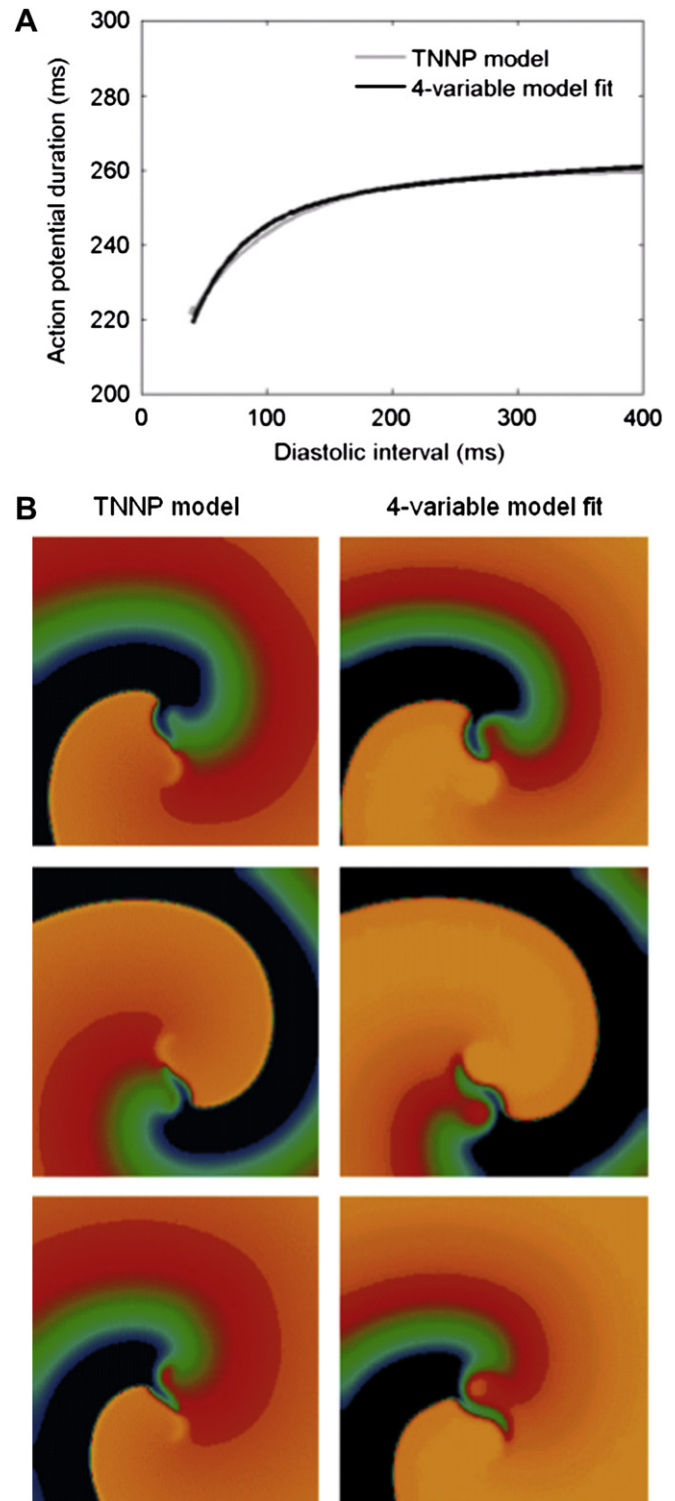 A
Action potential duration (ms)
300
280
260
240
220
200
TNNP model
4-variable model fit
0
100
200
300
400
Diastolic interval (ms)
B
TNNP model
4-variable model fit